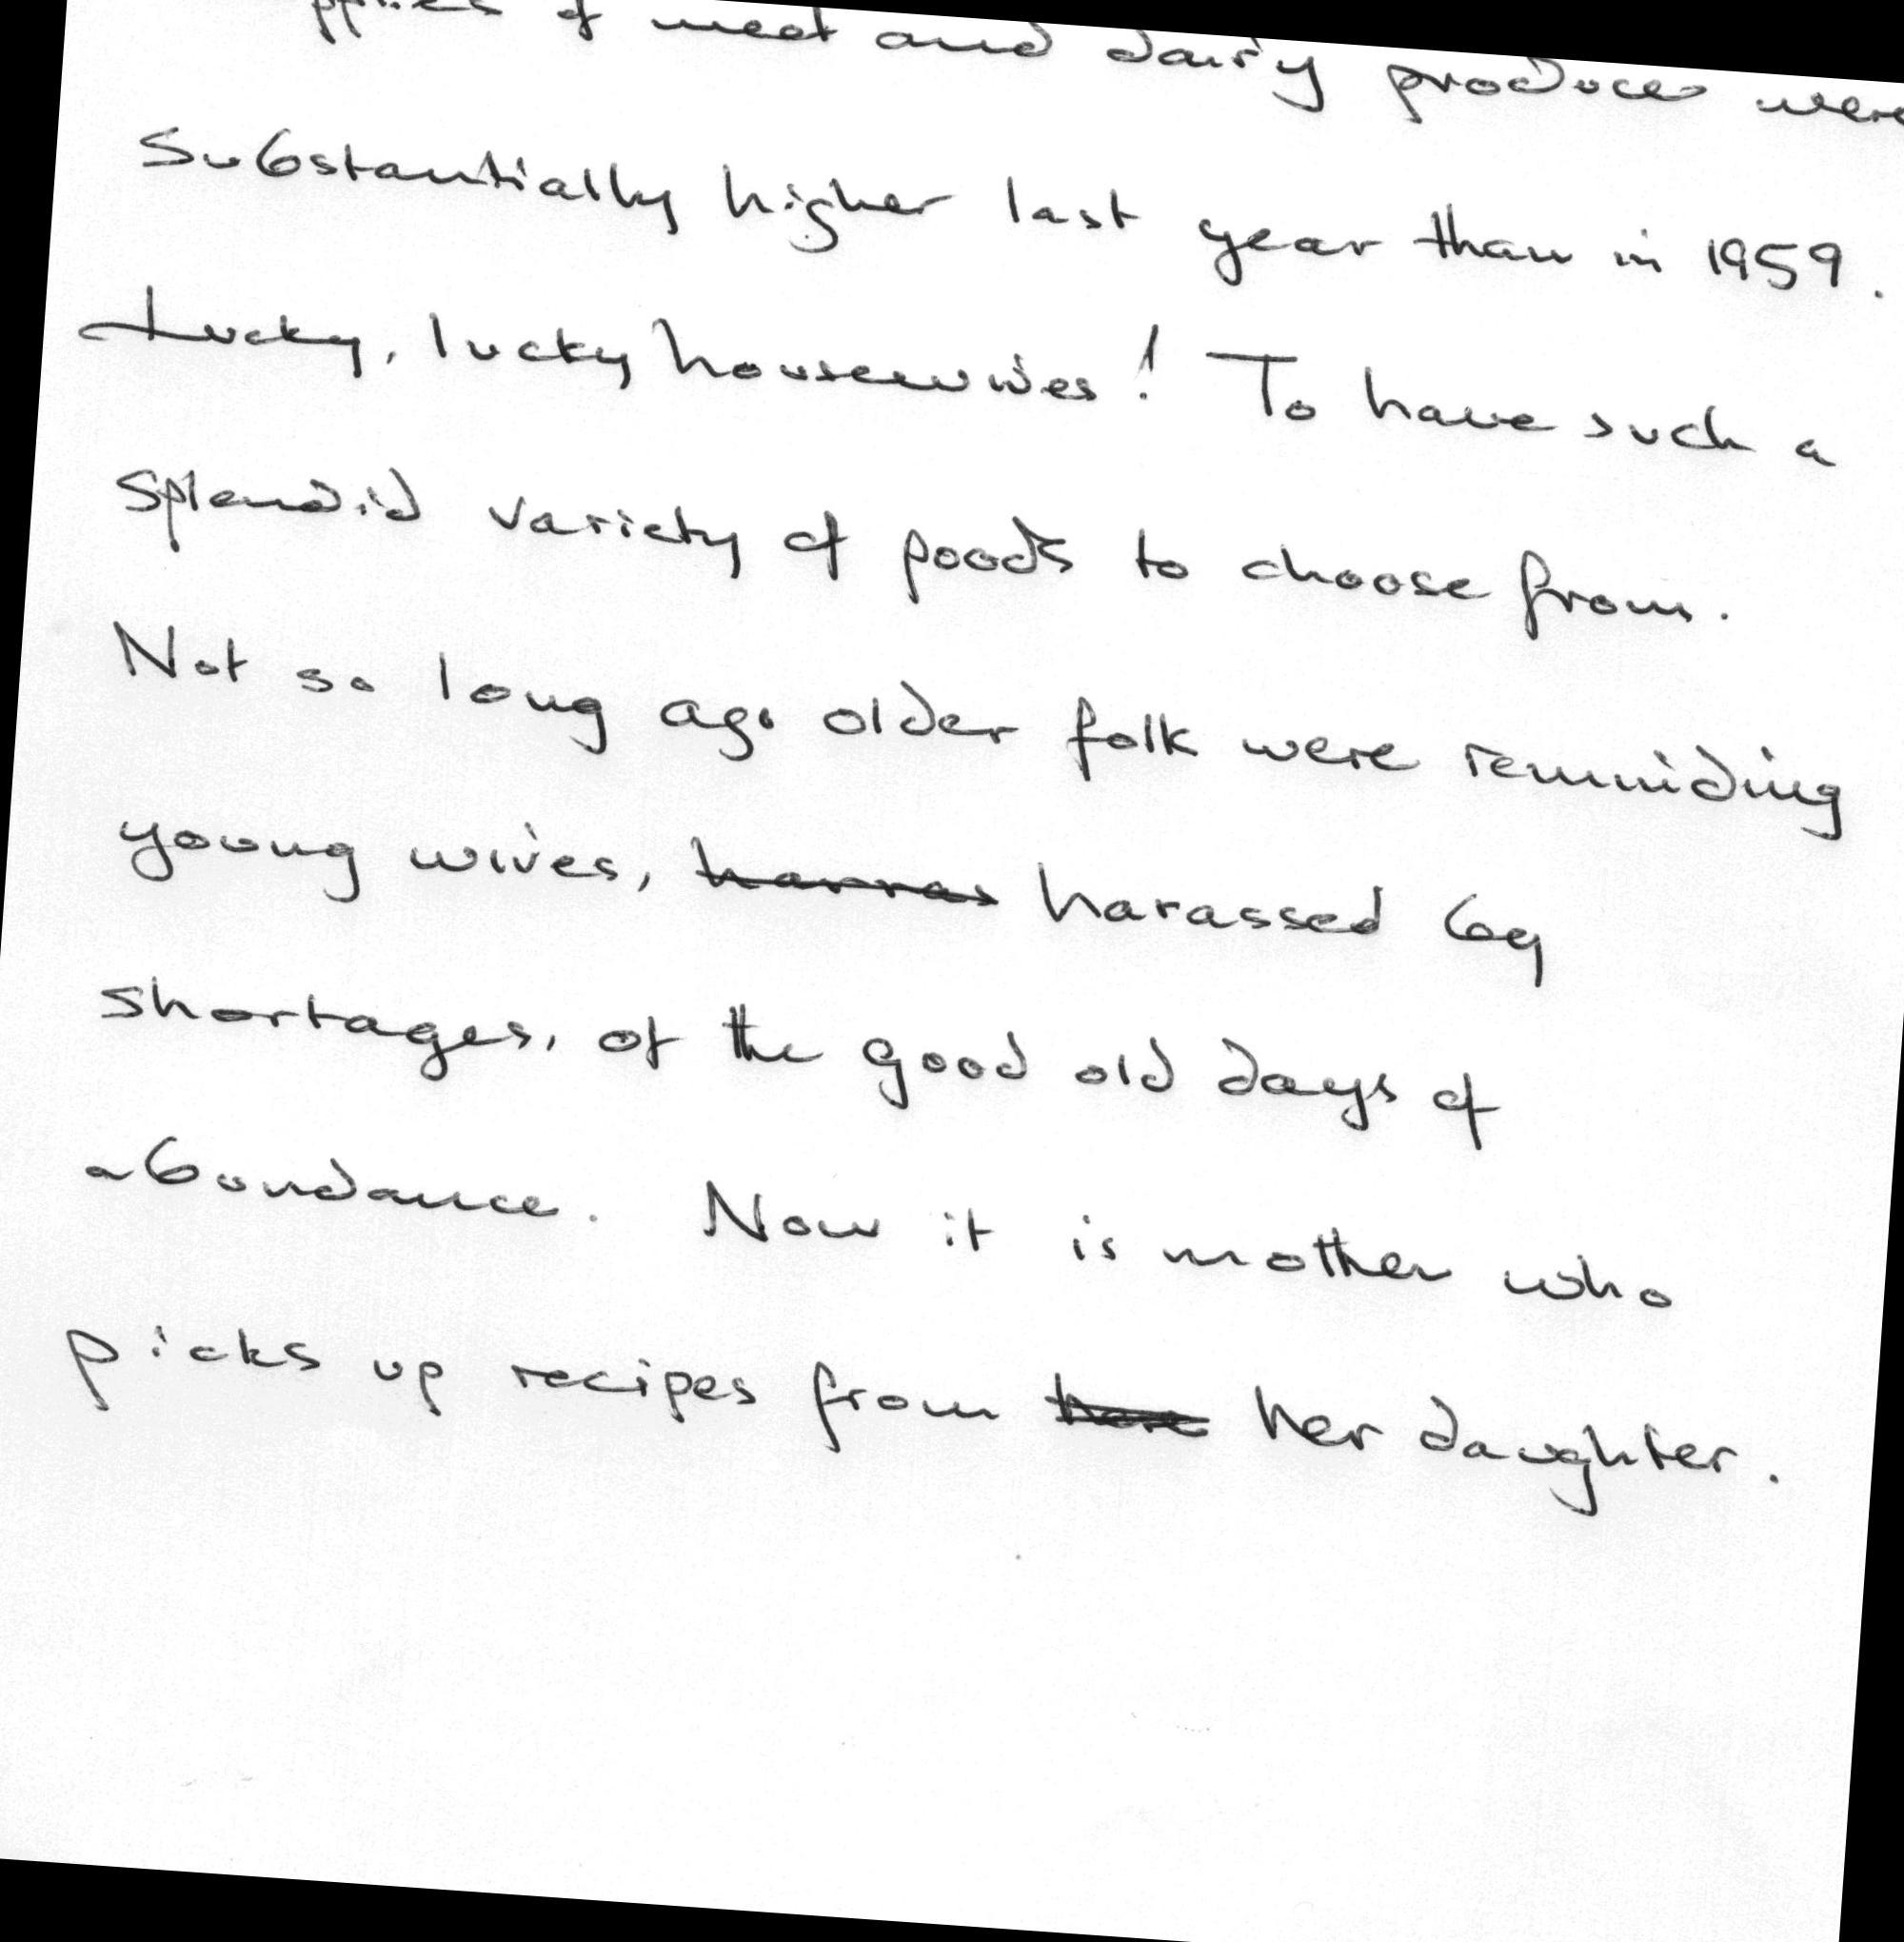 of meat and dairy produce were
substantially higher last year than in 1959.
Lucky, lucky housewives! To have such a
splendid variety of foods to choose from.
Not so long ago older folk were reminding
young wives, harras harassed by
shortages, of the good old days of
abundance. Now it is mother who
picks up recipes from her daughter.